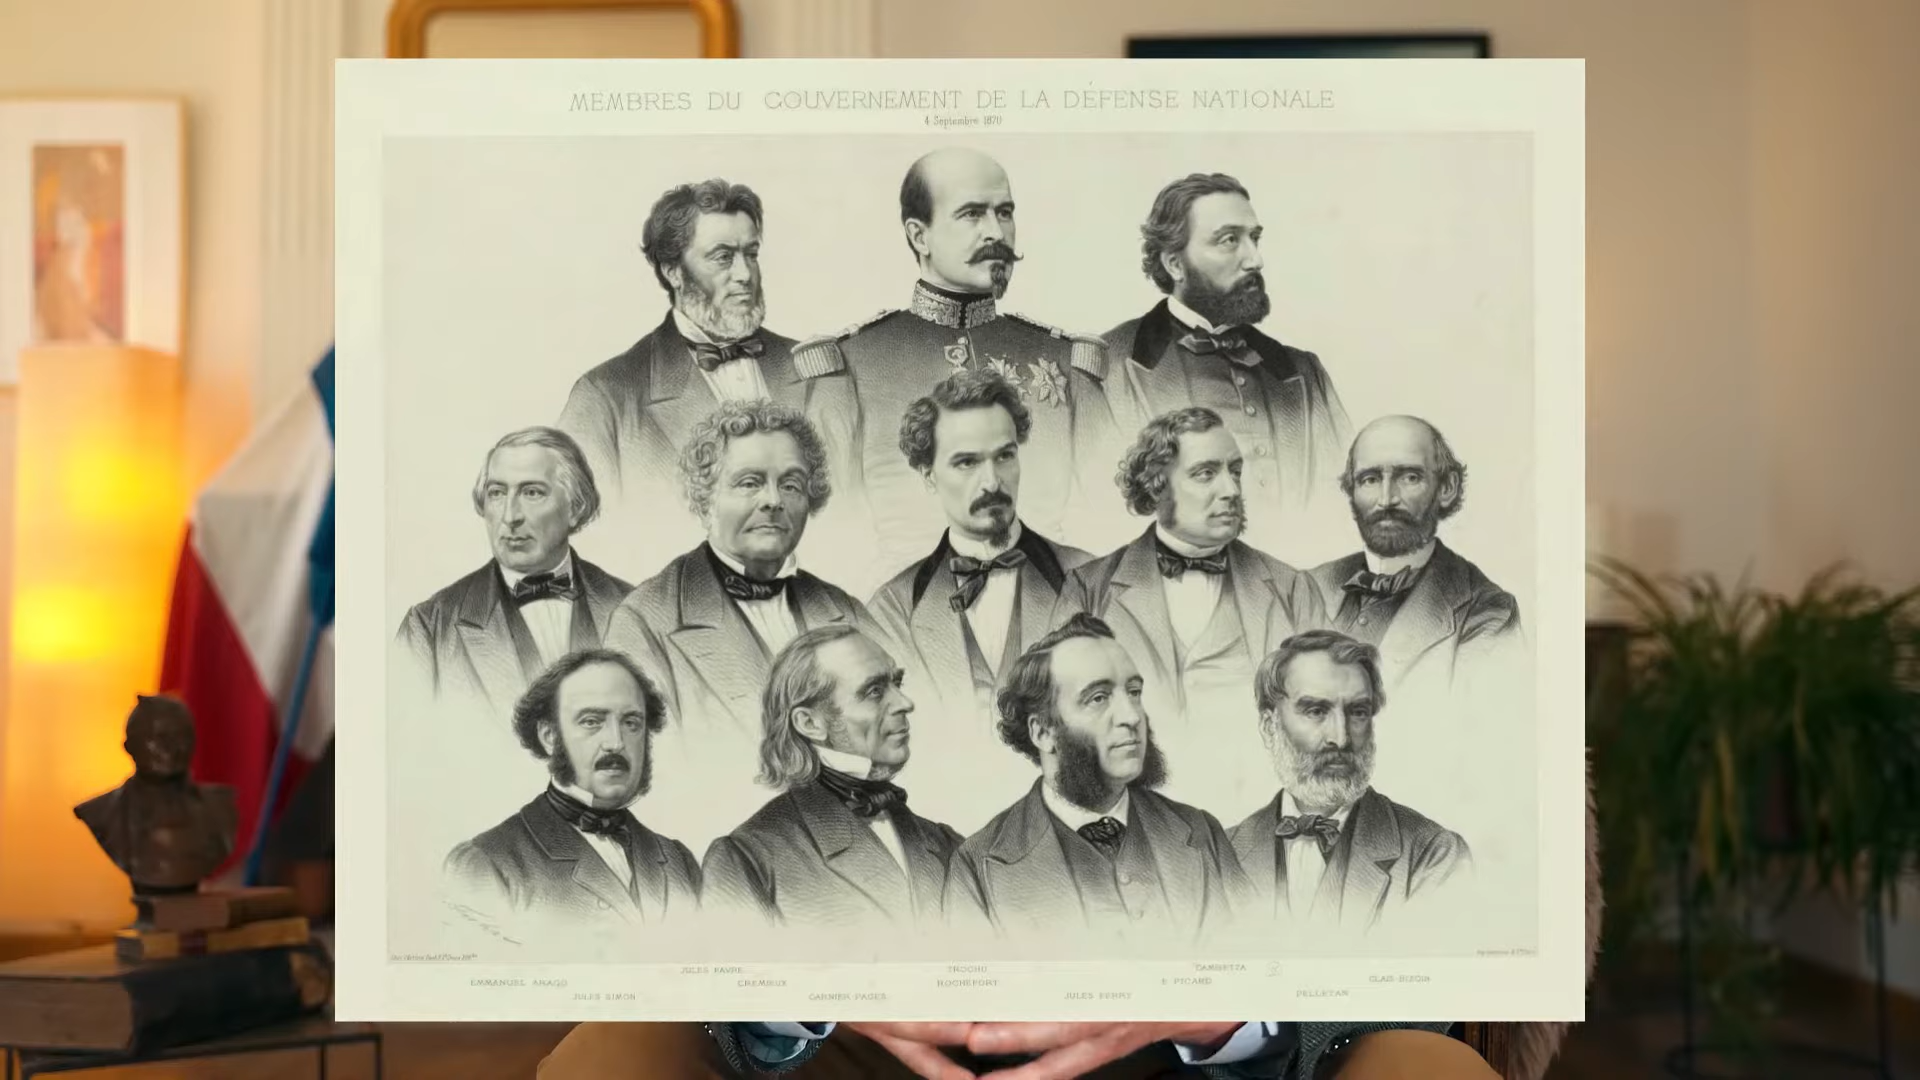 MEMBRES DU GOUVERNEMENT DE LA DÉFENSE NATIONALE
4 Septembre 1870
JULES FAVRE TROCHU GAMBETTA
EMMANUEL ARAGO CREMIEUX ROCHEFORT E. PICARD GLAIS-BIZOIN
JULES SIMON GARNIER-PAGES JULES FERRY PELLETAN